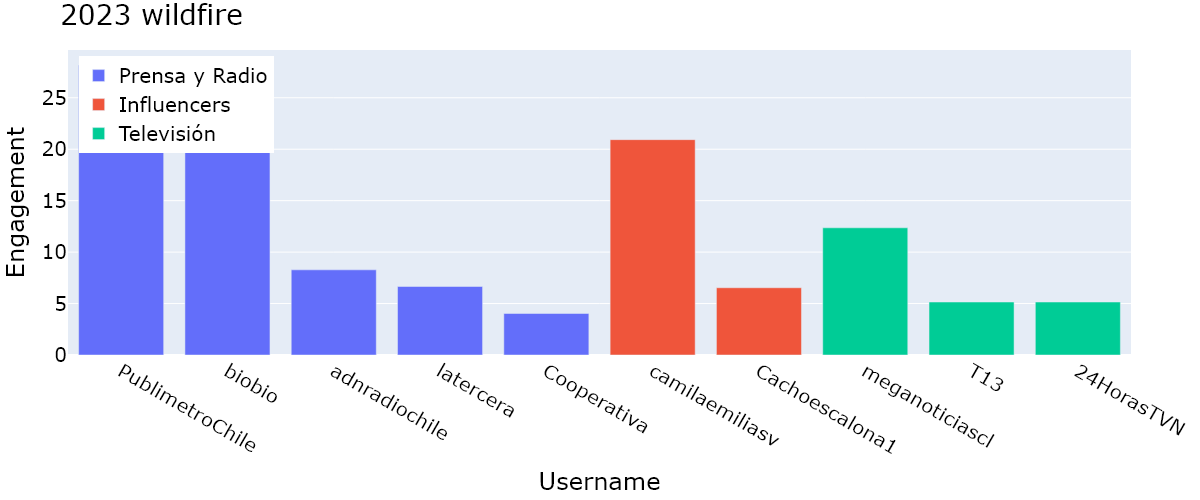 2023 wildfire
Prensa y Radio
Influencers
Televisión
Engagement
25
20
15
10
5
0
PublimetroChile
biobio
adnradiochile
latercera
Cooperativa
camilaemiliasv
Cachoescalona1
meganoticiascl
T13
24HorasTVN
Username